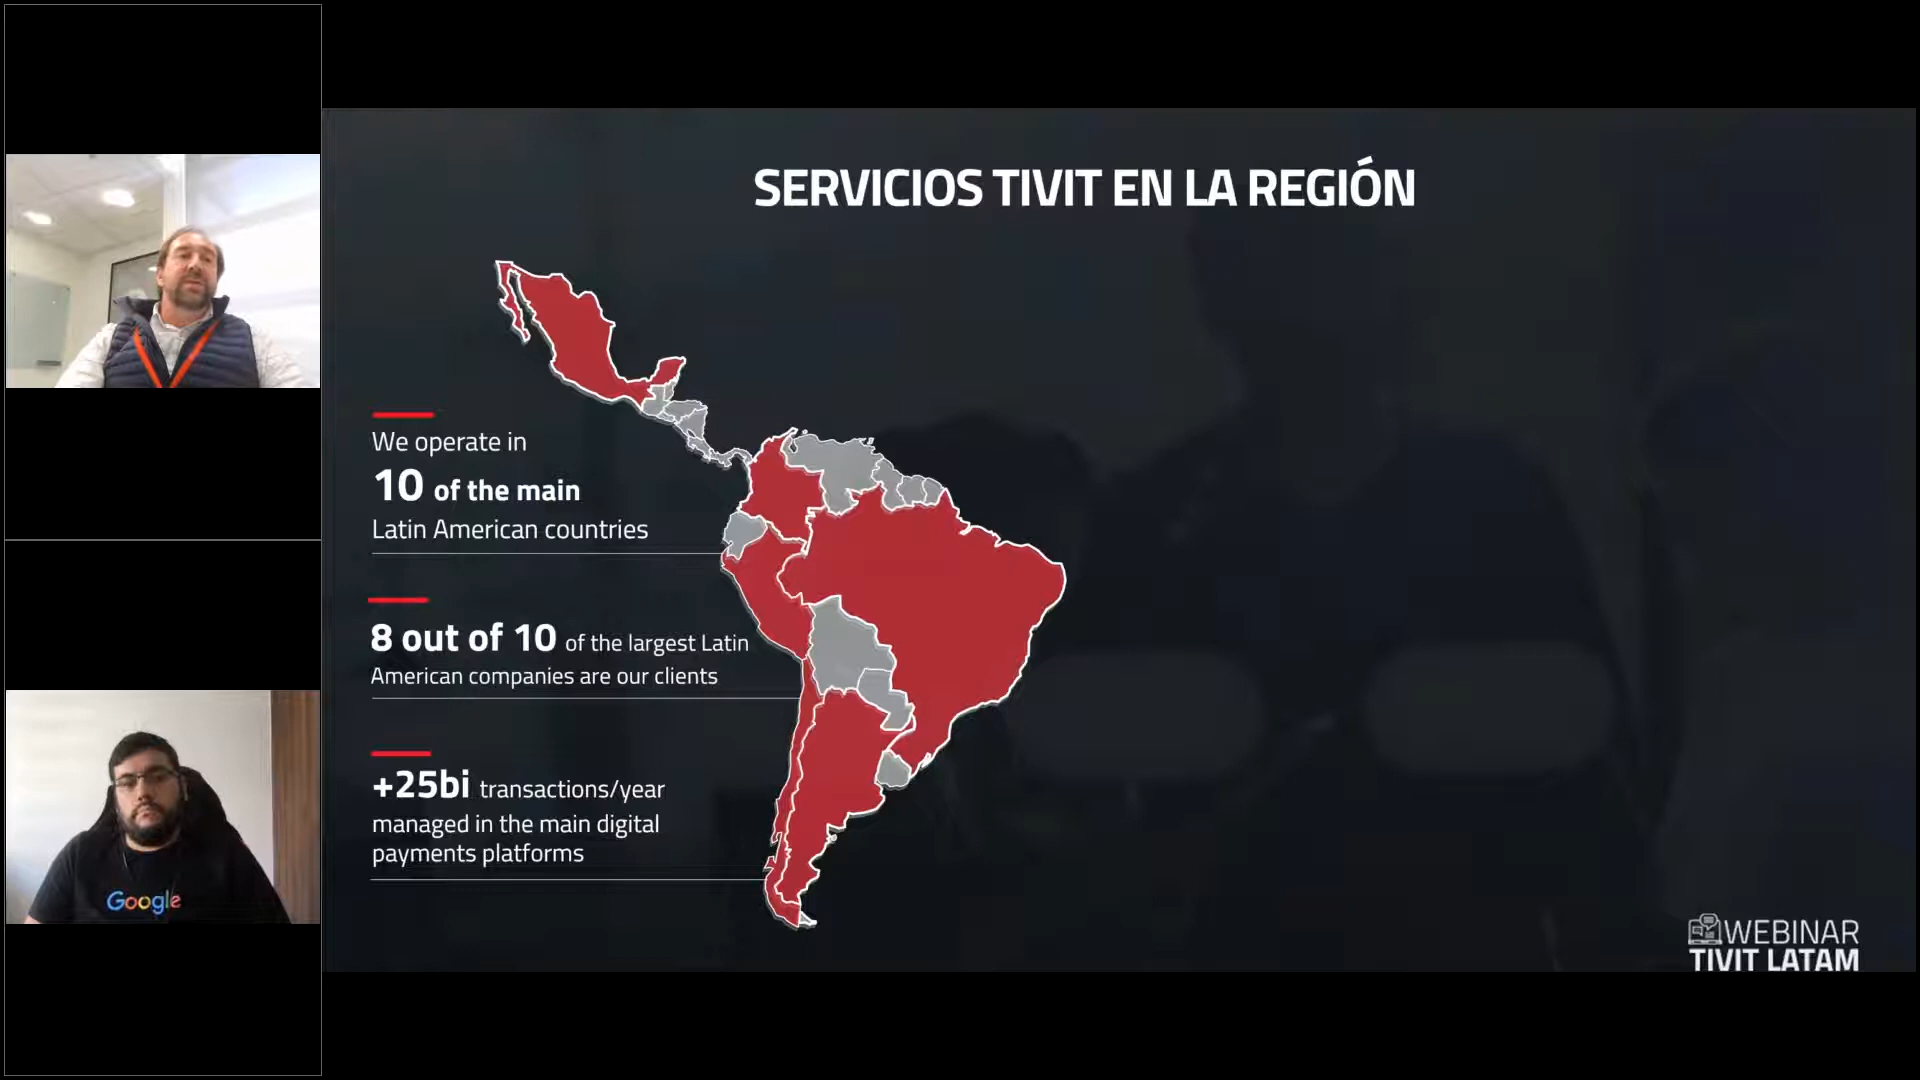 SERVICIOS TIVIT EN LA REGIÓN
We operate in
10 of the main
Latin American countries
8 out of 10 of the largest Latin
American companies are our clients
+25bi transactions/year
managed in the main digital
payments platforms
Google
WEBINAR
TIVIT LATAM